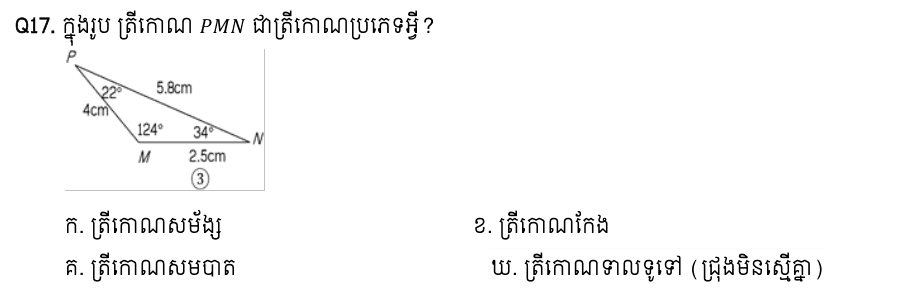 Q17. ក្នុងរូប ត្រីកោណ PMN ជាត្រីកោណប្រភេទអ្វី?
P
22°
5.8cm
4cm
124°
34°
N
M
2.5cm
3
ក. ត្រីកោណសម័ង្ស
ខ. ត្រីកោណកែង
គ. ត្រីកោណសមបាត
ឃ. ត្រីកោណទាលទូទៅ (ជ្រុងមិនស្មើគ្នា)